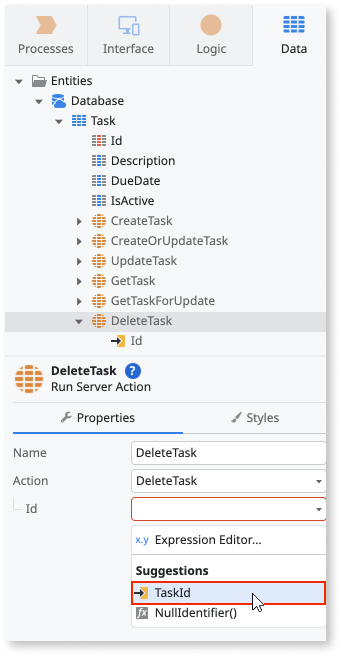 Processes
Interface
Logic
Data
Entities
Database
Task
Id
Description
DueDate
IsActive
CreateTask
CreateOrUpdateTask
UpdateTask
GetTask
GetTaskForUpdate
DeleteTask
Id
DeleteTask ?
Run Server Action
Properties
Styles
Name DeleteTask
Action DeleteTask
Id
x.y Expression Editor...
Suggestions
TaskId
fx NullIdentifier()